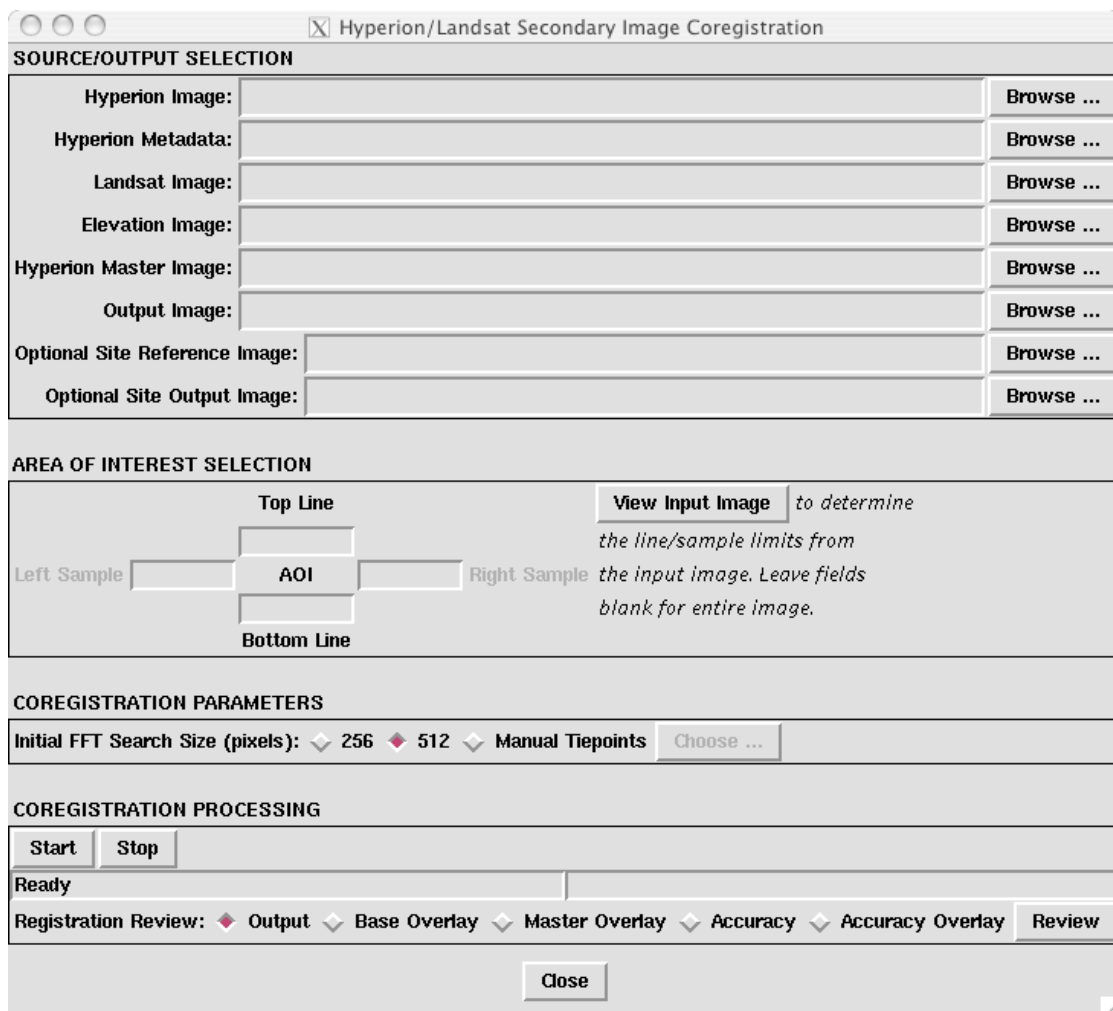 Hyperion/Landsat Secondary Image Coregistration
SOURCE/OUTPUT SELECTION
Hyperion Image: Browse ...
Hyperion Metadata: Browse ...
Landsat Image: Browse ...
Elevation Image: Browse ...
Hyperion Master Image: Browse ...
Output Image: Browse ...
Optional Site Reference Image: Browse ...
Optional Site Output Image: Browse ...
AREA OF INTEREST SELECTION
Top Line View Input Image to determine
the line/sample limits from
Left Sample AOI Right Sample the input image. Leave fields
blank for entire image.
Bottom Line
COREGISTRATION PARAMETERS
Initial FFT Search Size (pixels): 256 512 Manual Tiepoints Choose ...
COREGISTRATION PROCESSING
Start Stop
Ready
Registration Review: Output Base Overlay Master Overlay Accuracy Accuracy Overlay Review
Close